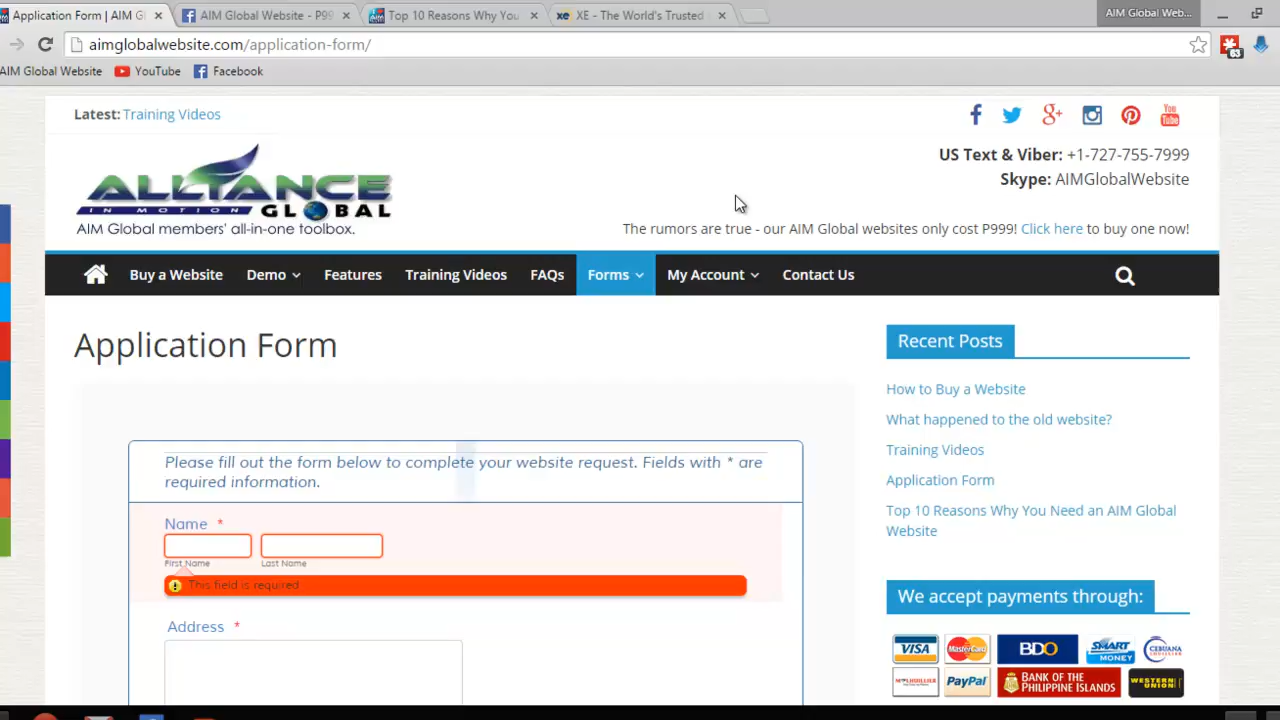 Application Form | AIM Gl
AIM Global Website - P99
Top 10 Reasons Why You
XE - The World's Trusted
AIM Global Web...
aimglobalwebsite.com/application-form/
63
AIM Global Website
YouTube
Facebook
Latest: Training Videos
You
Tube
US Text & Viber: +1-727-755-7999
Skype: AIMGlobalWebsite
ALLIANCE
IN MOTION GLOBAL
AIM Global members' all-in-one toolbox.
The rumors are true - our AIM Global websites only cost P999! Click here to buy one now!
Buy a Website
Demo
Features
Training Videos
FAQs
Forms
My Account
Contact Us
Application Form
Please fill out the form below to complete your website request. Fields with * are
required information.
Name *
First Name
Last Name
This field is required
Address *
Recent Posts
How to Buy a Website
What happened to the old website?
Training Videos
Application Form
Top 10 Reasons Why You Need an AIM Global
Website
We accept payments through:
VISA
MasterCard
BDO
SMART
MONEY
CEBUANA
LHUILLIER
PayPal
BANK OF THE
PHILIPPINE ISLANDS
WESTERN
UNION